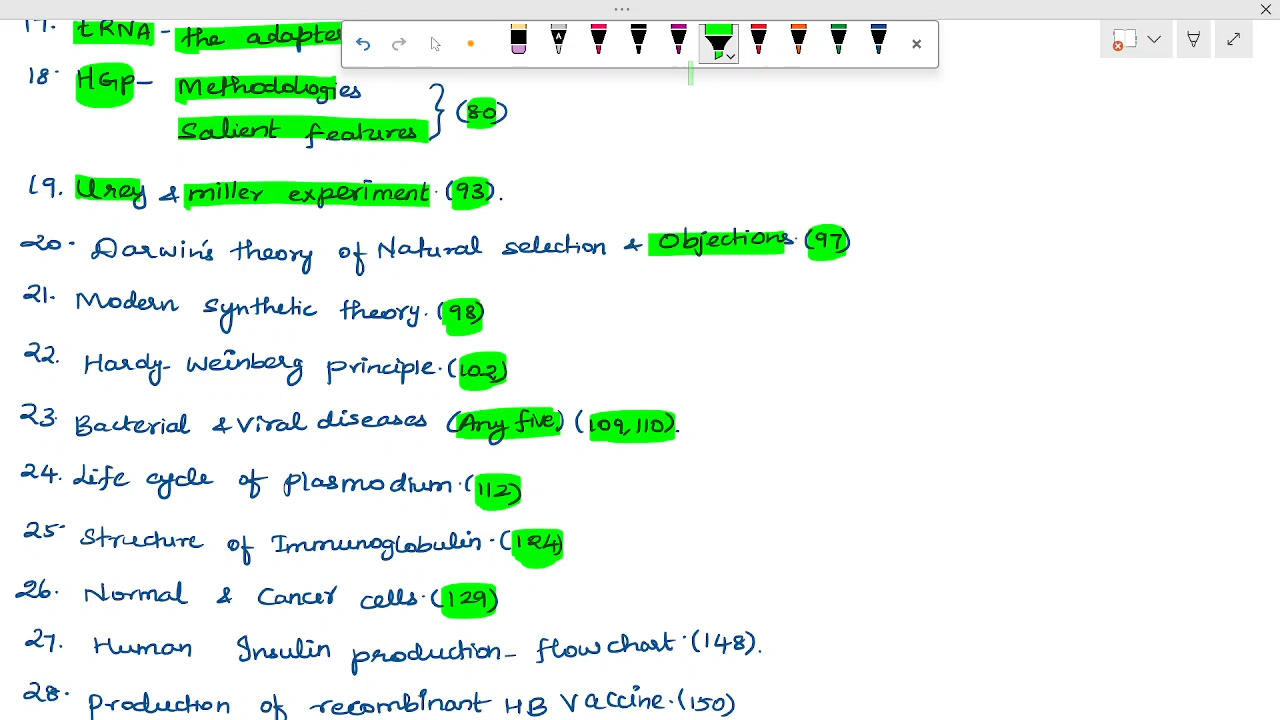 17. tRNA - the adapter
18. HGP - Methodologies
Salient features } (80)
19. Urey & miller experiment. (93).
20. Darwin's theory of Natural selection & Objections. (97)
21. Modern synthetic theory. (98)
22. Hardy-Weinberg principle. (102)
23. Bacterial & Viral diseases (Any five) (109, 110).
24. Life cycle of plasmodium. (112)
25. Structure of Immunoglobulin. (124)
26. Normal & Cancer cells. (129)
27. Human Insulin production - flow chart. (148).
28. Production of recombinant HB Vaccine. (150)